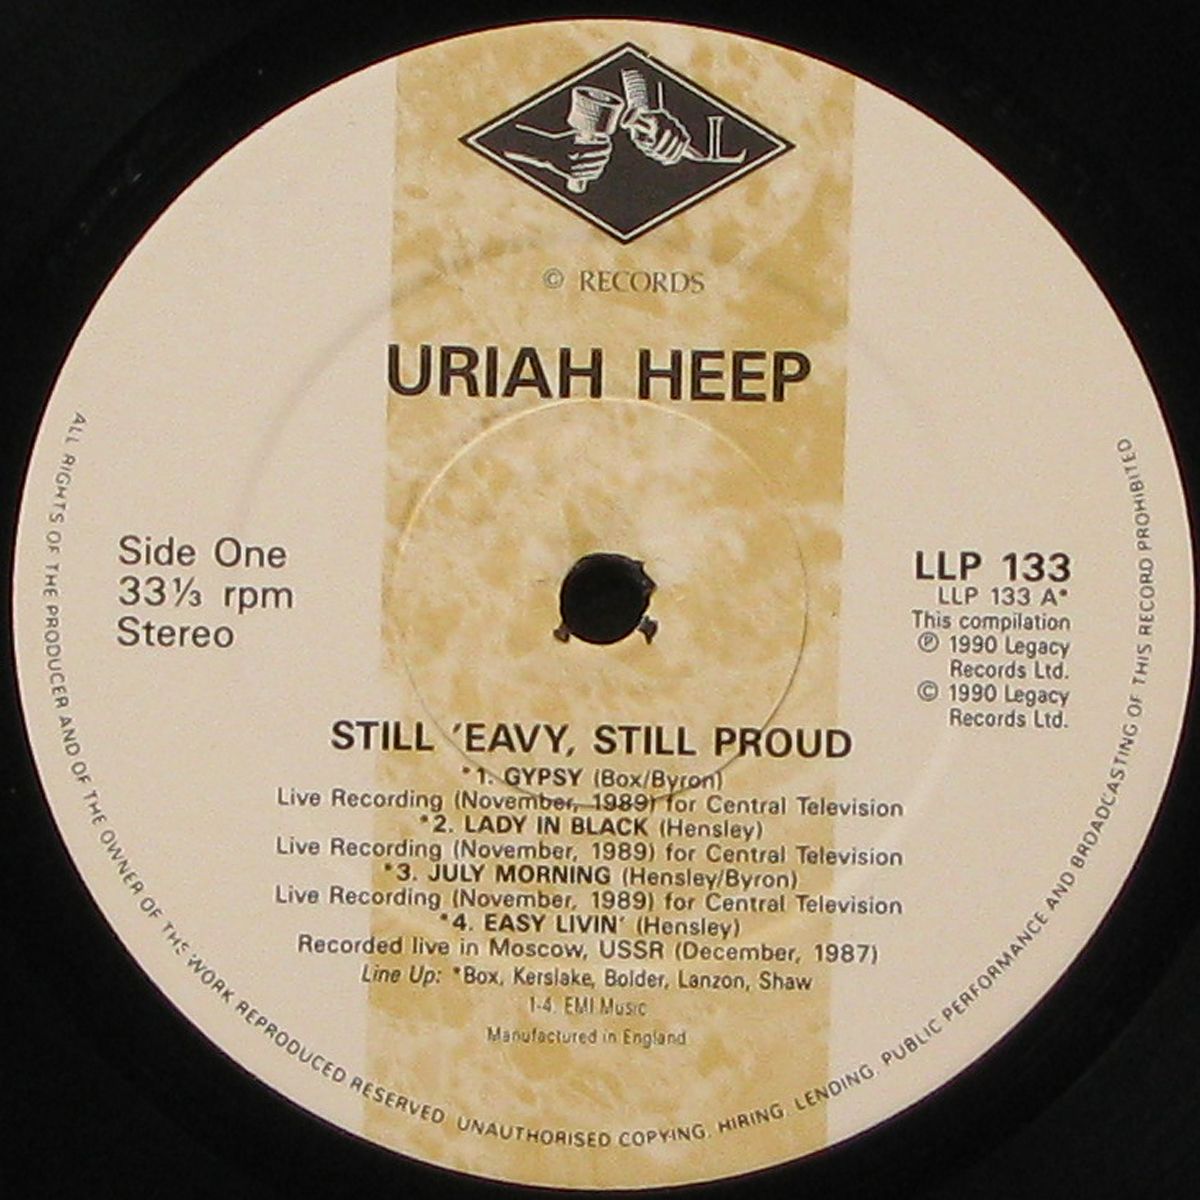 L
© RECORDS
URIAH HEEP
Side One
33⅓ rpm
Stereo
LLP 133
LLP 133 A*
This compilation
℗ 1990 Legacy
Records Ltd.
© 1990 Legacy
Records Ltd.
STILL 'EAVY, STILL PROUD
*1. GYPSY (Box/Byron)
Live Recording (November, 1989) for Central Television
*2. LADY IN BLACK (Hensley)
Live Recording (November, 1989) for Central Television
*3. JULY MORNING (Hensley/Byron)
Live Recording (November, 1989) for Central Television
*4. EASY LIVIN' (Hensley)
Recorded live in Moscow, USSR (December, 1987)
Line Up: *Box, Kerslake, Bolder, Lanzon, Shaw
1-4. EMI Music
Manufactured in England
ALL RIGHTS OF THE PRODUCER AND OF THE OWNER OF THE WORK REPRODUCED RESERVED. UNAUTHORISED COPYING, HIRING, LENDING, PUBLIC PERFORMANCE AND BROADCASTING OF THIS RECORD PROHIBITED